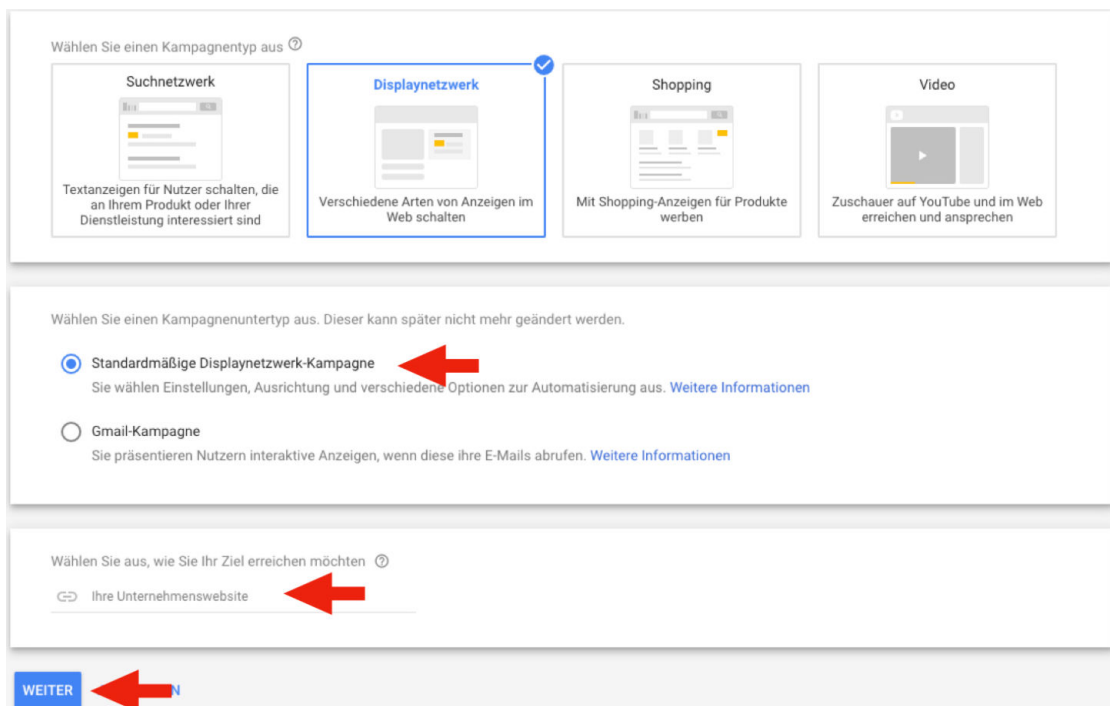 Wählen Sie einen Kampagnentyp aus
Suchnetzwerk
Textanzeigen für Nutzer schalten, die
an Ihrem Produkt oder Ihrer
Dienstleistung interessiert sind
Displaynetzwerk
Verschiedene Arten von Anzeigen im
Web schalten
Shopping
Mit Shopping-Anzeigen für Produkte
werben
Video
Zuschauer auf YouTube und im Web
erreichen und ansprechen
Wählen Sie einen Kampagnenuntertyp aus. Dieser kann später nicht mehr geändert werden.
Standardmäßige Displaynetzwerk-Kampagne
Sie wählen Einstellungen, Ausrichtung und verschiedene Optionen zur Automatisierung aus. Weitere Informationen
Gmail-Kampagne
Sie präsentieren Nutzern interaktive Anzeigen, wenn diese ihre E-Mails abrufen. Weitere Informationen
Wählen Sie aus, wie Sie Ihr Ziel erreichen möchten
Ihre Unternehmenswebsite
WEITER